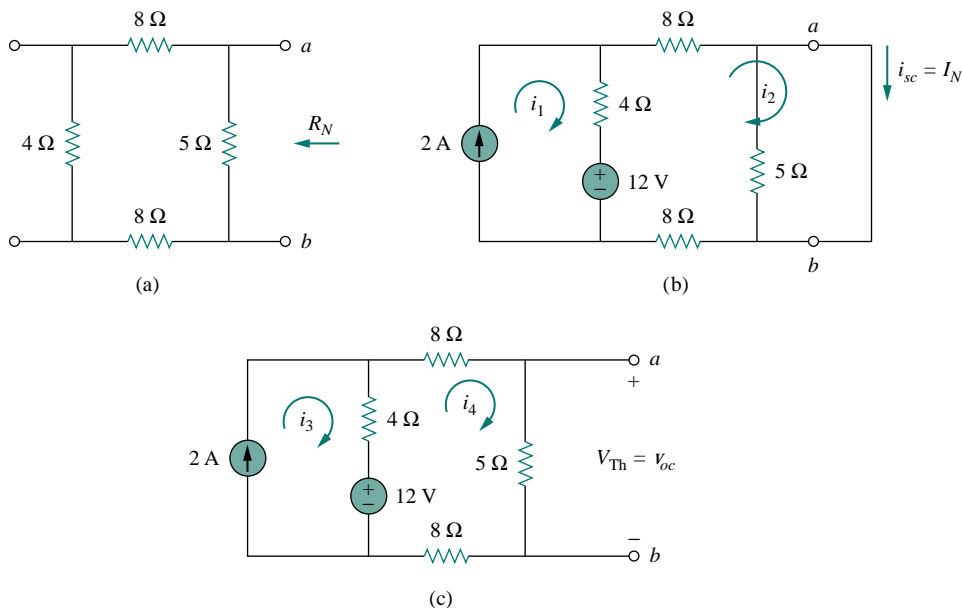 8 Ω
a
4 Ω
5 Ω
R_N
8 Ω
b
(a)
8 Ω
a
i_sc = I_N
i_1
4 Ω
i_2
2 A
12 V
5 Ω
8 Ω
b
(b)
8 Ω
a
+
i_3
4 Ω
i_4
2 A
5 Ω
V_Th = v_oc
+
−
12 V
8 Ω
−
b
(c)
+
−